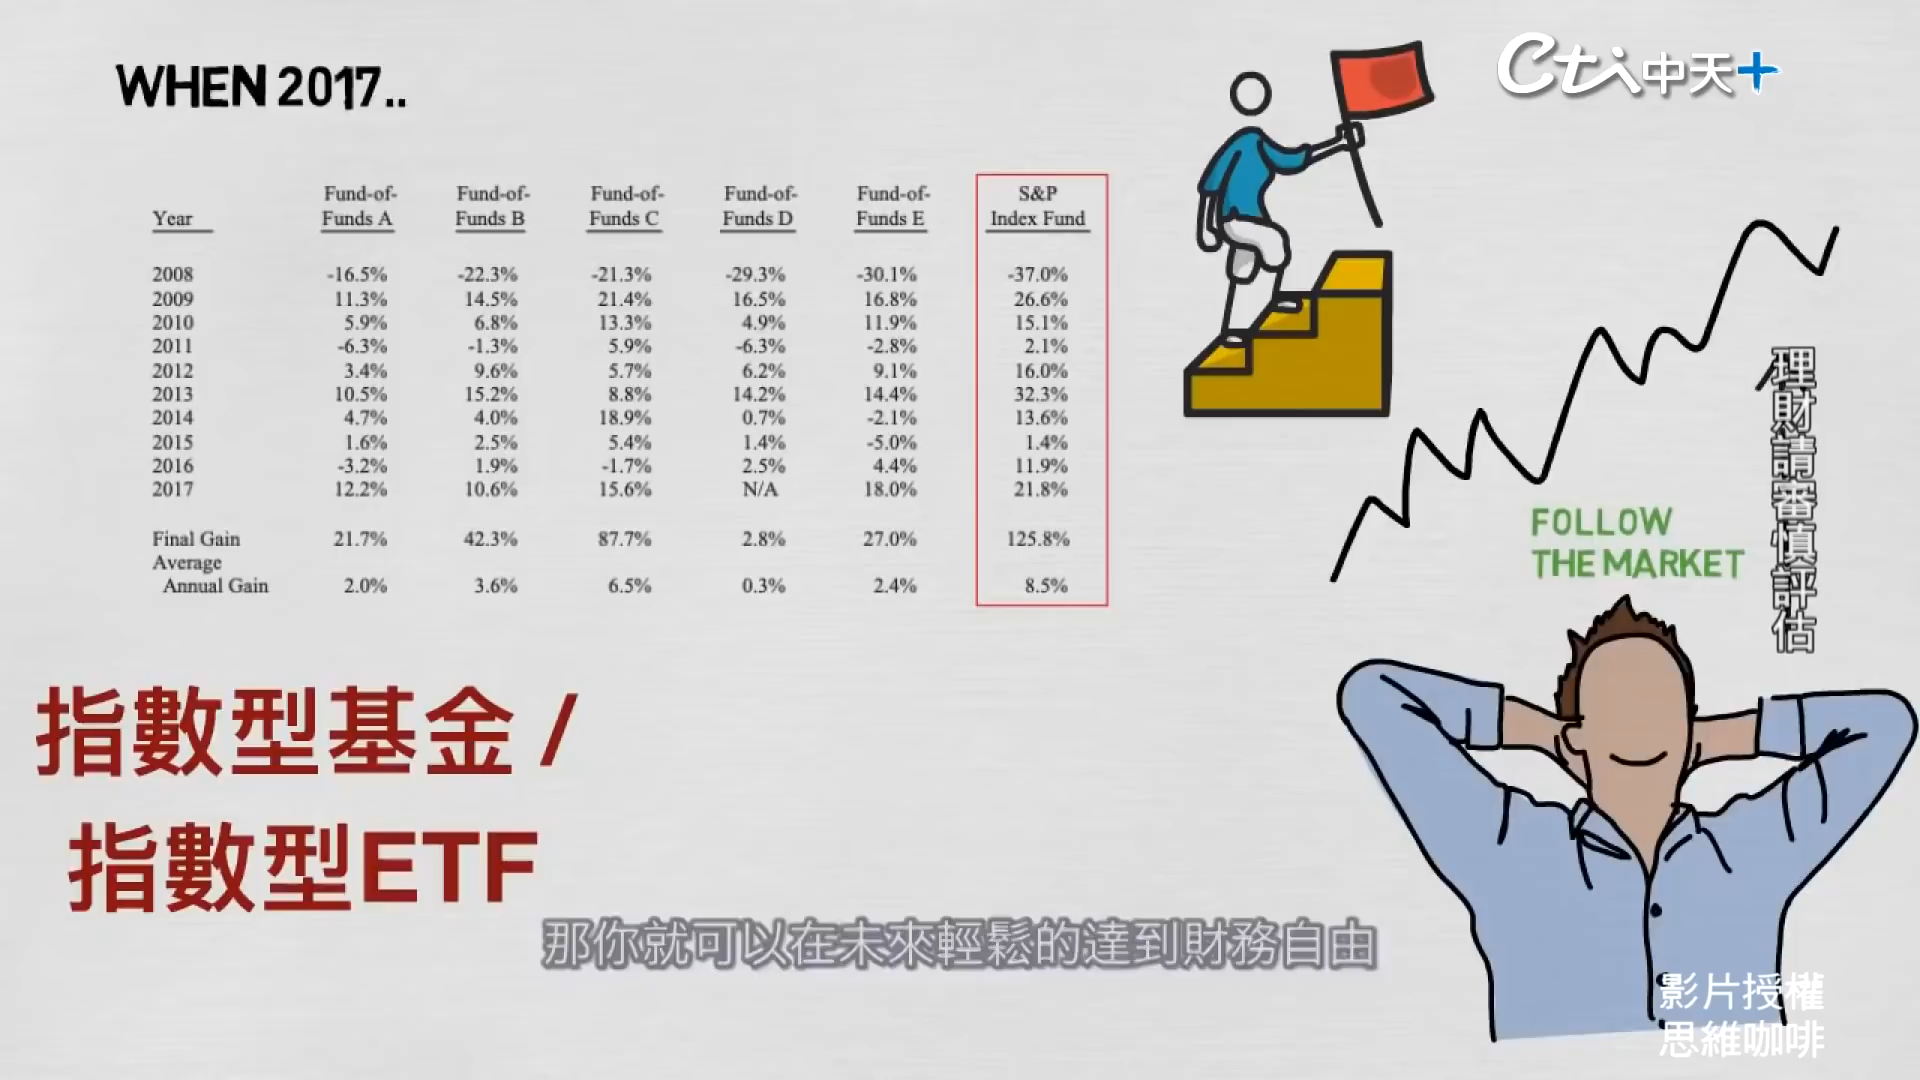 WHEN 2017..
Cti中天+
Fund-of- Fund-of- Fund-of- Fund-of- Fund-of- S&P
Year Funds A Funds B Funds C Funds D Funds E Index Fund
2008 -16.5% -22.3% -21.3% -29.3% -30.1% -37.0%
2009 11.3% 14.5% 21.4% 16.5% 16.8% 26.6%
2010 5.9% 6.8% 13.3% 4.9% 11.9% 15.1%
2011 -6.3% -1.3% 5.9% -6.3% -2.8% 2.1%
2012 3.4% 9.6% 5.7% 6.2% 9.1% 16.0%
2013 10.5% 15.2% 8.8% 14.2% 14.4% 32.3%
2014 4.7% 4.0% 18.9% 0.7% -2.1% 13.6%
2015 1.6% 2.5% 5.4% 1.4% -5.0% 1.4%
2016 -3.2% 1.9% -1.7% 2.5% 4.4% 11.9%
2017 12.2% 10.6% 15.6% N/A 18.0% 21.8%
Final Gain 21.7% 42.3% 87.7% 2.8% 27.0% 125.8%
Average
Annual Gain 2.0% 3.6% 6.5% 0.3% 2.4% 8.5%
FOLLOW
THE MARKET
理財請審慎評估
指數型基金 /
指數型ETF
那你就可以在未來輕鬆的達到財務自由
影片授權
思維咖啡